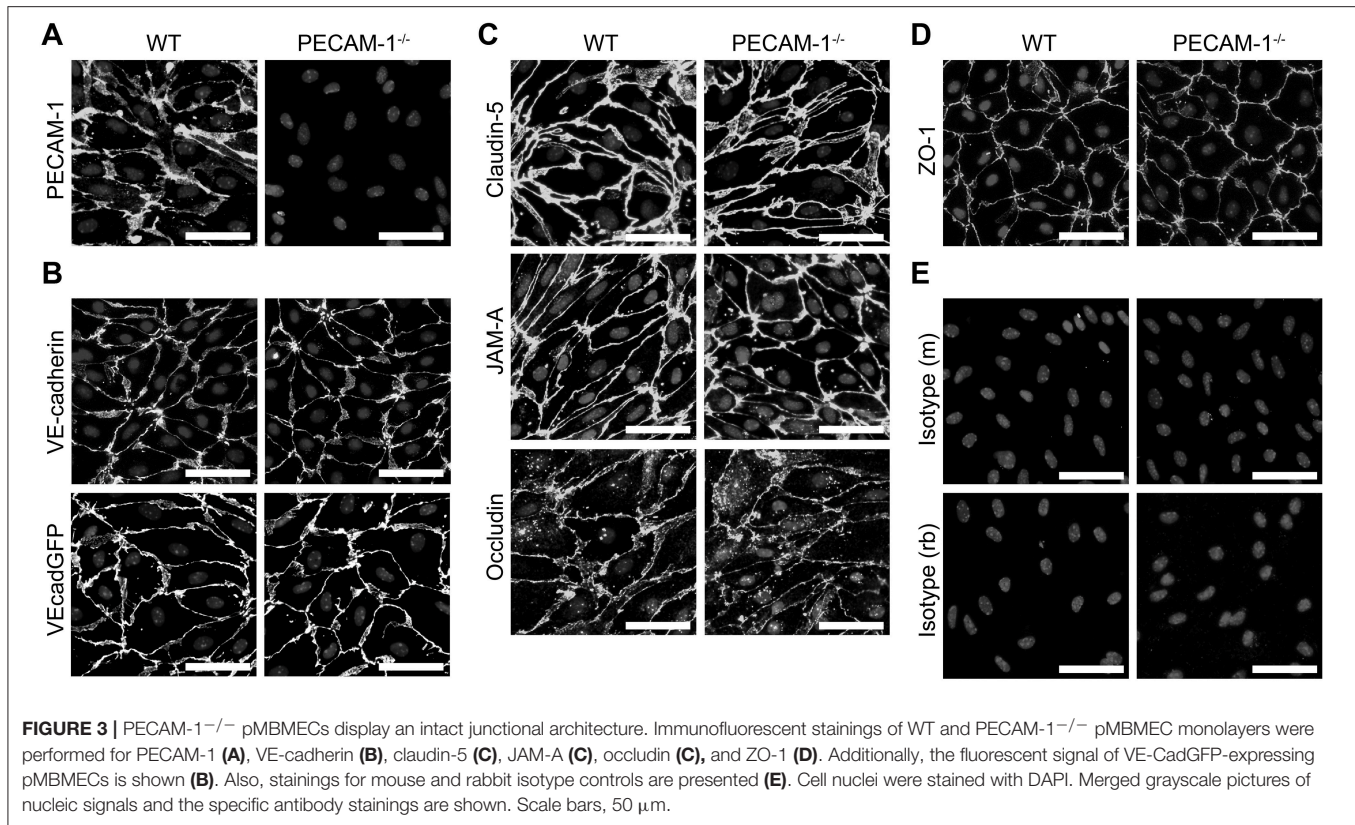 A
WT
PECAM-1-/-
PECAM-1
B
VE-cadherin
VEcadGFP
C
WT
PECAM-1-/-
Claudin-5
JAM-A
Occludin
D
WT
PECAM-1-/-
ZO-1
E
Isotype (m)
Isotype (rb)
FIGURE 3 | PECAM-1−/− pMBMECs display an intact junctional architecture. Immunofluorescent stainings of WT and PECAM-1−/− pMBMEC monolayers were
performed for PECAM-1 (A), VE-cadherin (B), claudin-5 (C), JAM-A (C), occludin (C), and ZO-1 (D). Additionally, the fluorescent signal of VE-CadGFP-expressing
pMBMECs is shown (B). Also, stainings for mouse and rabbit isotype controls are presented (E). Cell nuclei were stained with DAPI. Merged grayscale pictures of
nucleic signals and the specific antibody stainings are shown. Scale bars, 50 μm.